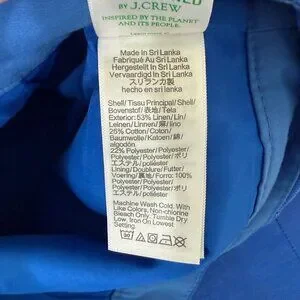 BY J.CREW
INSPIRED BY THE PLANET
AND ITS PEOPLE.
Made In Sri Lanka
Fabriqué Au Sri Lanka
Hergestellt In Sri Lanka
Vervaardigd In Sri Lanka
スリランカ製
Shell/Tissu Principal/Shell/
Bovenstof/表地/Tela
Exterior: 53% Linen/Lin/
Leinen/Linnen/麻/lino
25% Cotton/Coton/
Baumwolle/Katoen/綿/
algodón
22% Polyester/Polyester/
Polyester/Polyester/ポリ
エステル/poliéster
Lining/Doublure/Futter/
Voering/裏地/Forro: 100%
Polyester/Polyester/
Polyester/Polyester/ポリ
エステル/poliéster
Machine Wash Cold. With
Like Colors. Non-chlorine
Bleach Only. Tumble Dry
Low. Iron On Lowest
Setting.
30